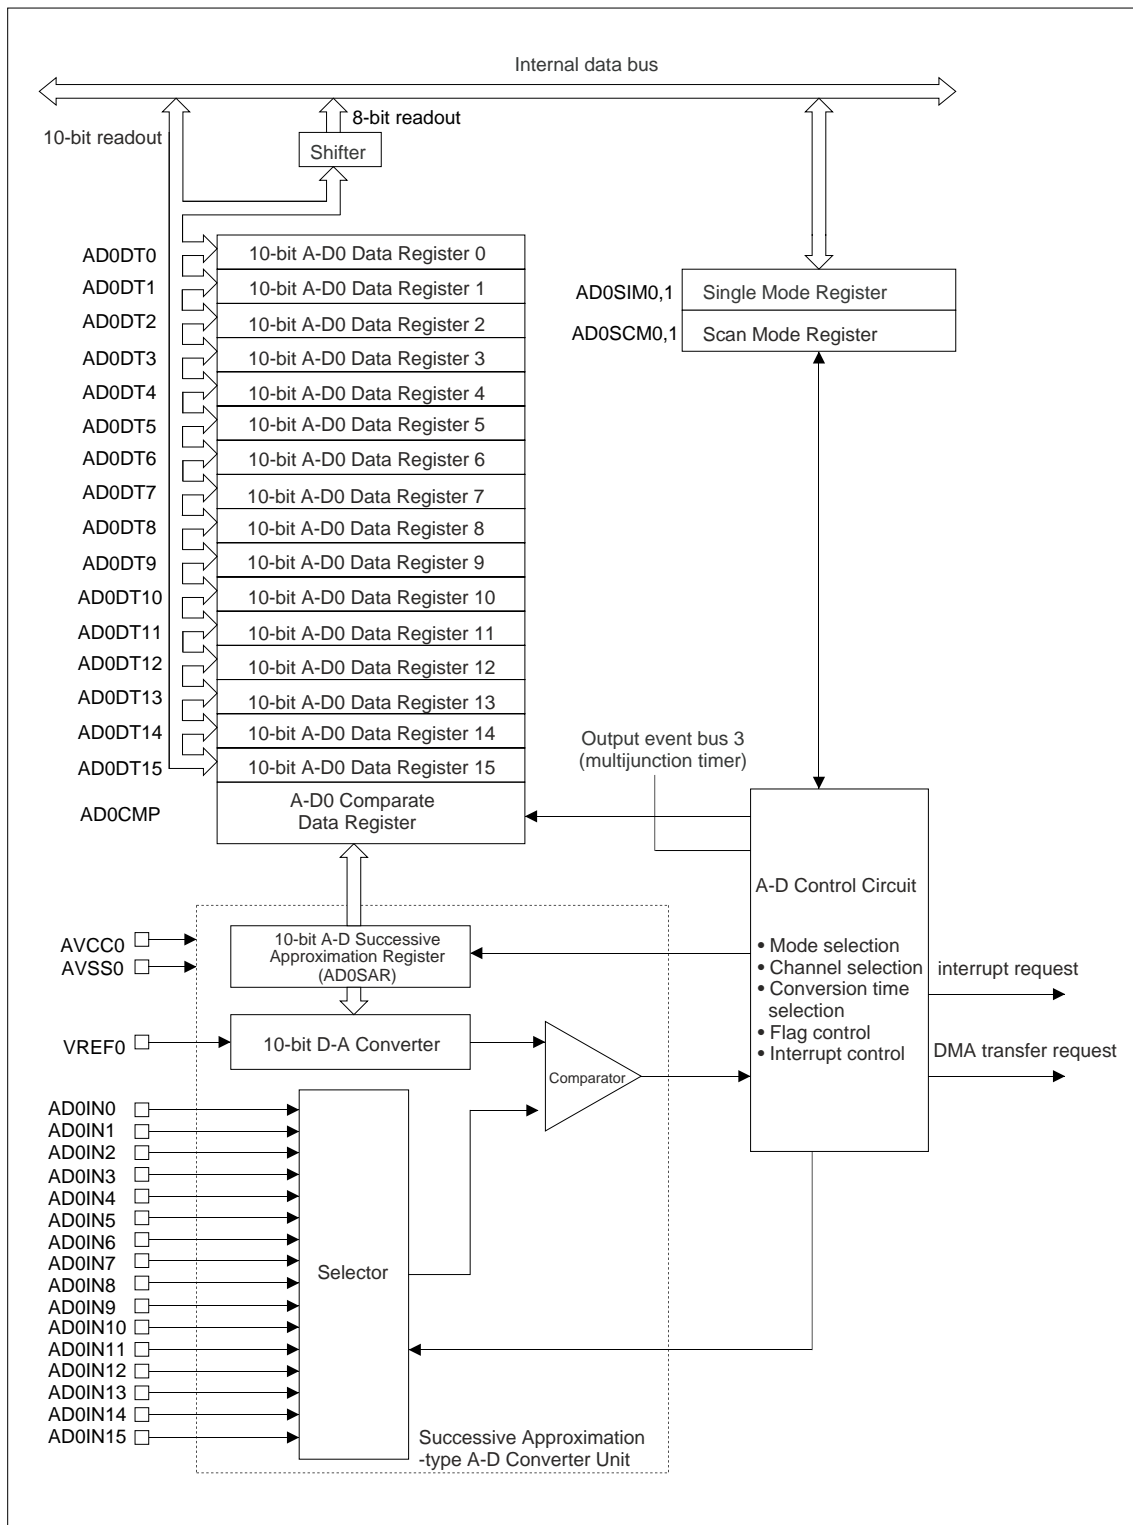 Internal data bus
8-bit readout
10-bit readout
Shifter
AD0DT0
10-bit A-D0 Data Register 0
AD0DT1
10-bit A-D0 Data Register 1
AD0DT2
10-bit A-D0 Data Register 2
AD0DT3
10-bit A-D0 Data Register 3
AD0DT4
10-bit A-D0 Data Register 4
AD0DT5
10-bit A-D0 Data Register 5
AD0DT6
10-bit A-D0 Data Register 6
AD0DT7
10-bit A-D0 Data Register 7
AD0DT8
10-bit A-D0 Data Register 8
AD0DT9
10-bit A-D0 Data Register 9
AD0DT10
10-bit A-D0 Data Register 10
AD0DT11
10-bit A-D0 Data Register 11
AD0DT12
10-bit A-D0 Data Register 12
AD0DT13
10-bit A-D0 Data Register 13
AD0DT14
10-bit A-D0 Data Register 14
AD0DT15
10-bit A-D0 Data Register 15
AD0CMP
A-D0 Comparate
Data Register
AD0SIM0,1
Single Mode Register
AD0SCM0,1
Scan Mode Register
Output event bus 3
(multijunction timer)
A-D Control Circuit
• Mode selection
• Channel selection
• Conversion time
selection
• Flag control
• Interrupt control
interrupt request
DMA transfer request
AVCC0
AVSS0
10-bit A-D Successive
Approximation Register
(AD0SAR)
VREF0
10-bit D-A Converter
Comparator
AD0IN0
AD0IN1
AD0IN2
AD0IN3
AD0IN4
AD0IN5
AD0IN6
AD0IN7
AD0IN8
AD0IN9
AD0IN10
AD0IN11
AD0IN12
AD0IN13
AD0IN14
AD0IN15
Selector
Successive Approximation
-type A-D Converter Unit